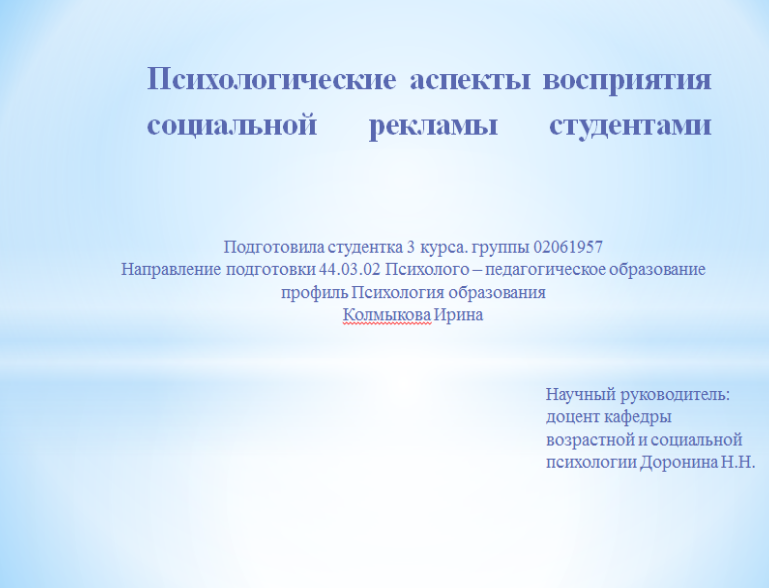 Психологические аспекты восприятия
социальной рекламы студентами
Подготовила студентка 3 курса. группы 02061957
Направление подготовки 44.03.02 Психолого – педагогическое образование
профиль Психология образования
Колмыкова Ирина
Научный руководитель:
доцент кафедры
возрастной и социальной
психологии Доронина Н.Н.